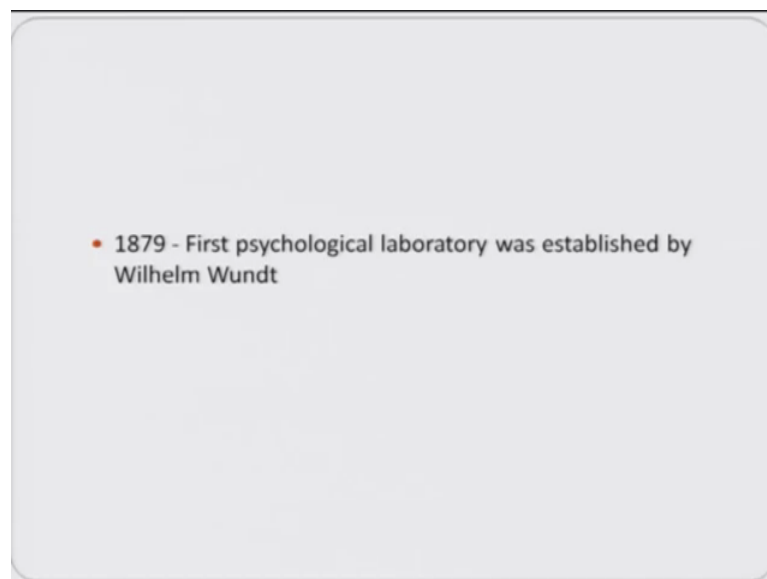 • 1879 - First psychological laboratory was established by
Wilhelm Wundt